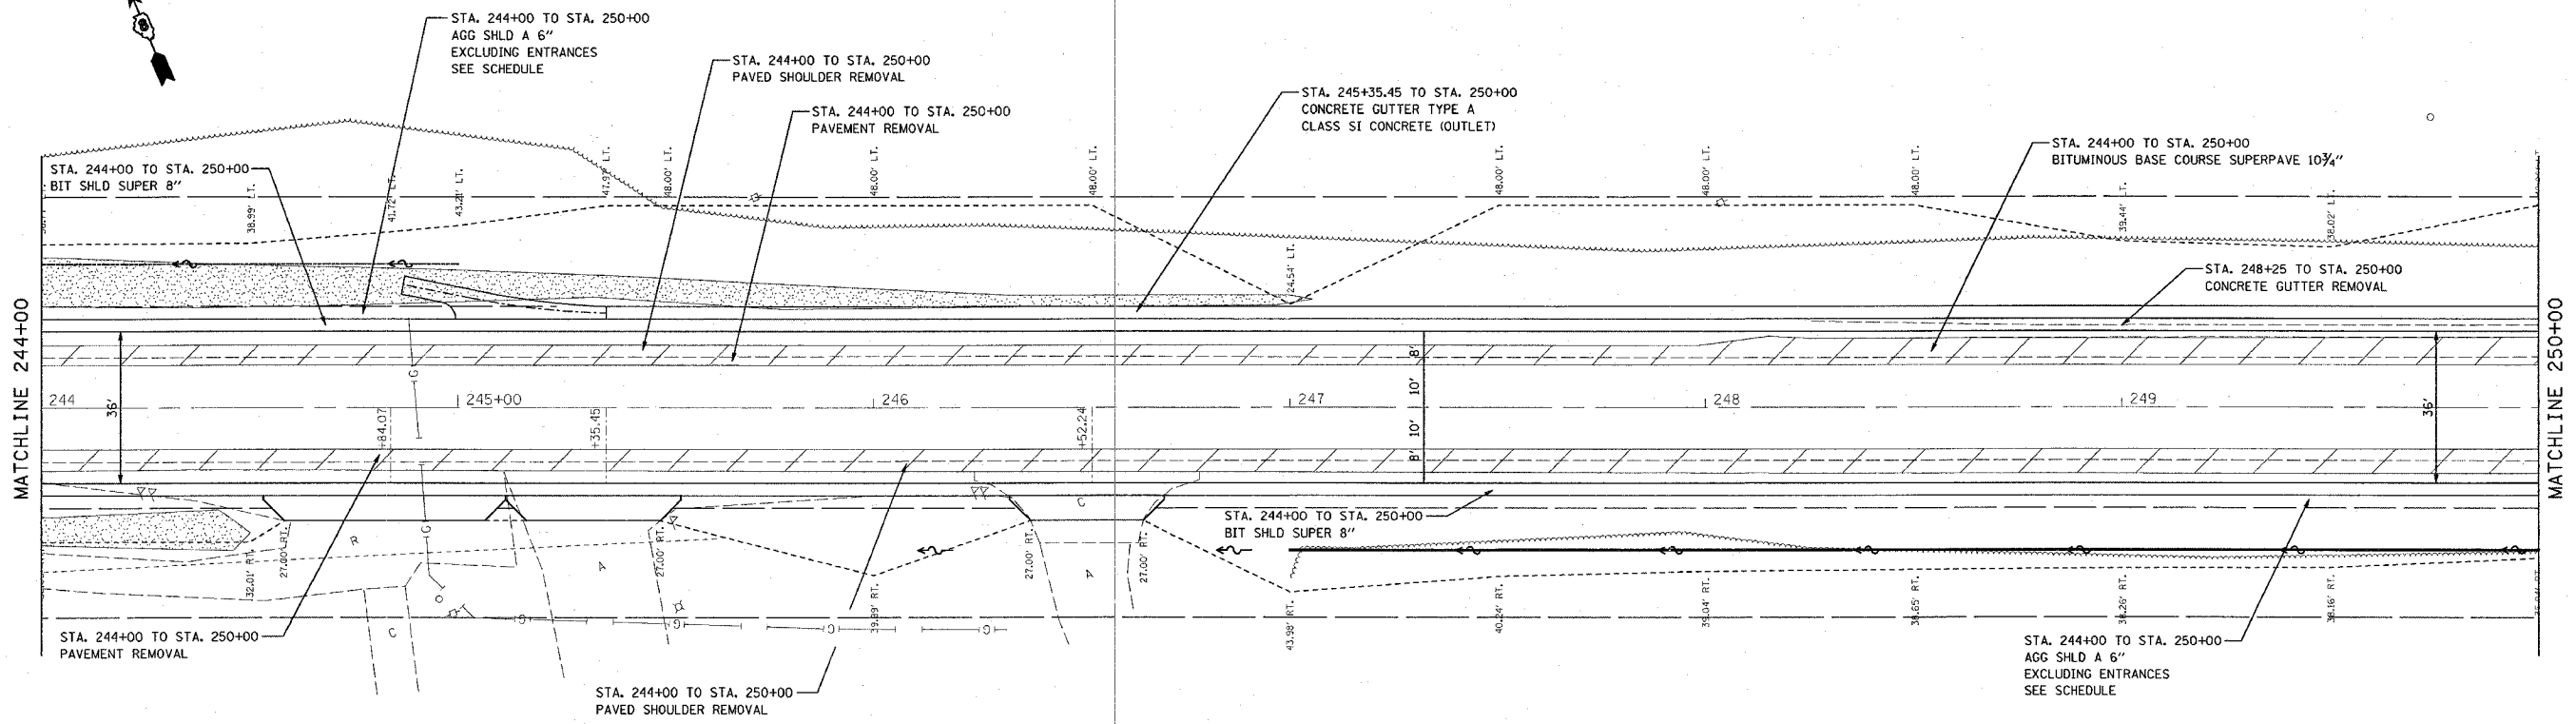 STA. 244+00 TO STA. 250+00
AGG SHLD A 6"
EXCLUDING ENTRANCES
SEE SCHEDULE
STA. 244+00 TO STA. 250+00
PAVED SHOULDER REMOVAL
STA. 244+00 TO STA. 250+00
PAVEMENT REMOVAL
STA. 245+35.45 TO STA. 250+00
CONCRETE GUTTER TYPE A
CLASS SI CONCRETE (OUTLET)
STA. 244+00 TO STA. 250+00
BITUMINOUS BASE COURSE SUPERPAVE 10¾"
STA. 244+00 TO STA. 250+00
BIT SHLD SUPER 8"
38.99' LT.
41.72' LT.
43.21' LT.
47.97' LT.
48.00' LT.
48.00' LT.
48.00' LT.
24.54' LT.
48.00' LT.
48.00' LT.
48.00' LT.
39.44' LT.
38.02' LT.
STA. 248+25 TO STA. 250+00
CONCRETE GUTTER REMOVAL
MATCHLINE 244+00
MATCHLINE 250+00
36'
8'
10'
10'
8'
36'
244
245+00
246
247
248
249
+84.07
+35.45
+52.24
G
G
R
A
C
C
A
G
G
G
G
32.01' RT.
27.00' RT.
27.00' RT.
39.89' RT.
27.00' RT.
27.00' RT.
43.98' RT.
40.24' RT.
39.04' RT.
38.65' RT.
38.26' RT.
38.16' RT.
STA. 244+00 TO STA. 250+00
BIT SHLD SUPER 8"
STA. 244+00 TO STA. 250+00
PAVEMENT REMOVAL
STA. 244+00 TO STA. 250+00
PAVED SHOULDER REMOVAL
STA. 244+00 TO STA. 250+00
AGG SHLD A 6"
EXCLUDING ENTRANCES
SEE SCHEDULE